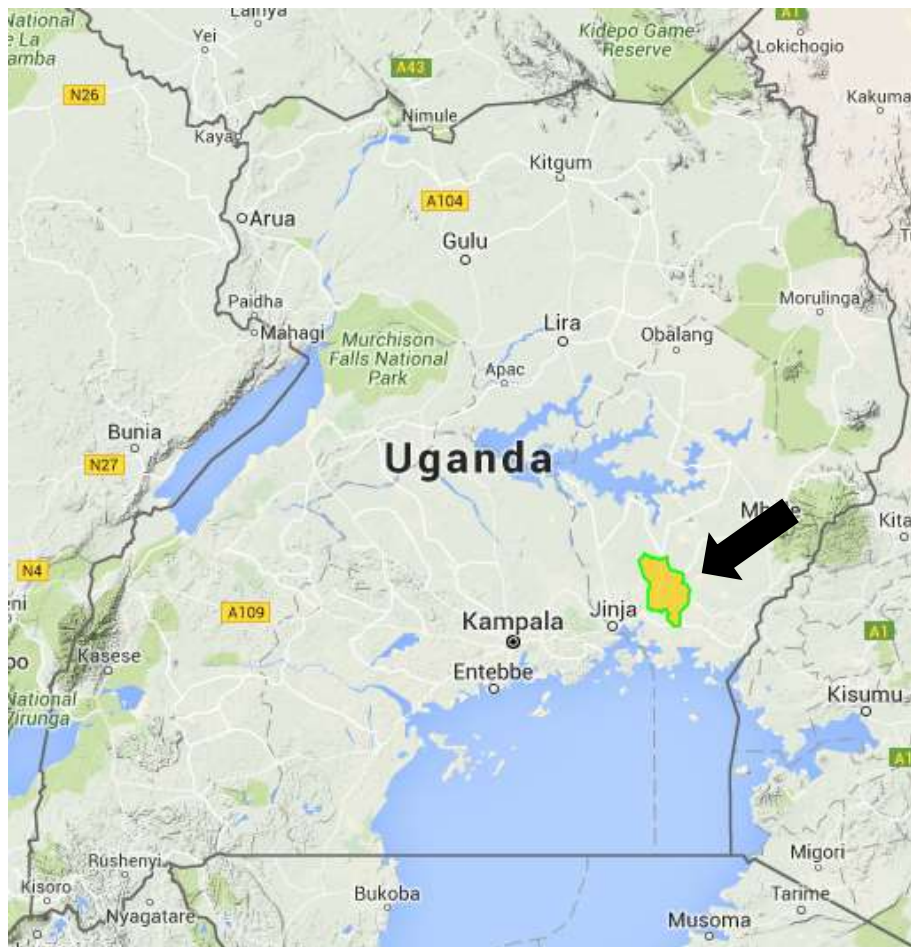 Lainya
A1
National
e La
amba
Yei
Kidepo Game
Reserve
Lokichogio
A43
N26
Kakuma
Nimule
Kaya
Kitgum
A104
Arua
Gulu
Paidha
Morulinga
Mahagi
Lira
Murchison
Falls National
Park
Obalang
Apac
Bunia
Uganda
N27
Kita
N4
Jinja
A109
Kampala
A1
Kasese
Entebbe
National
Virunga
Kisumu
A1
Migori
Rushenyi
Kisoro
Bukoba
Tarime
Nyagatare
Musoma